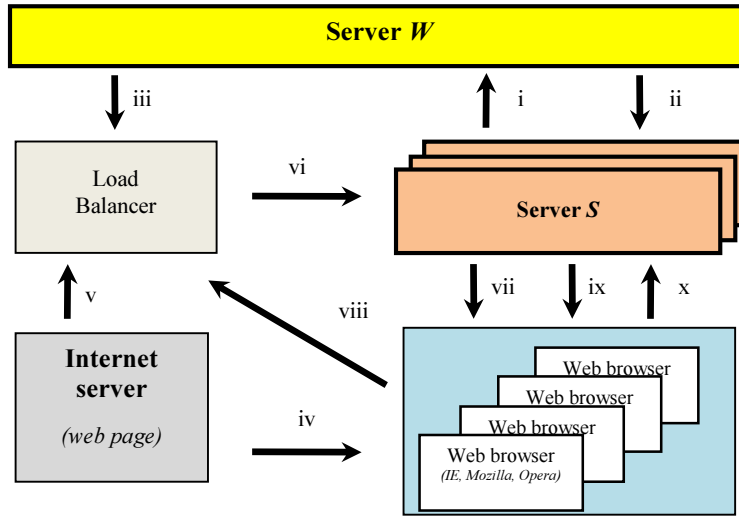 Server W
iii
i
ii
Load
Balancer
vi
Server S
v
viii
vii
ix
x
Internet
server
(web page)
iv
Web browser
Web browser
Web browser
Web browser
(IE, Mozilla, Opera)